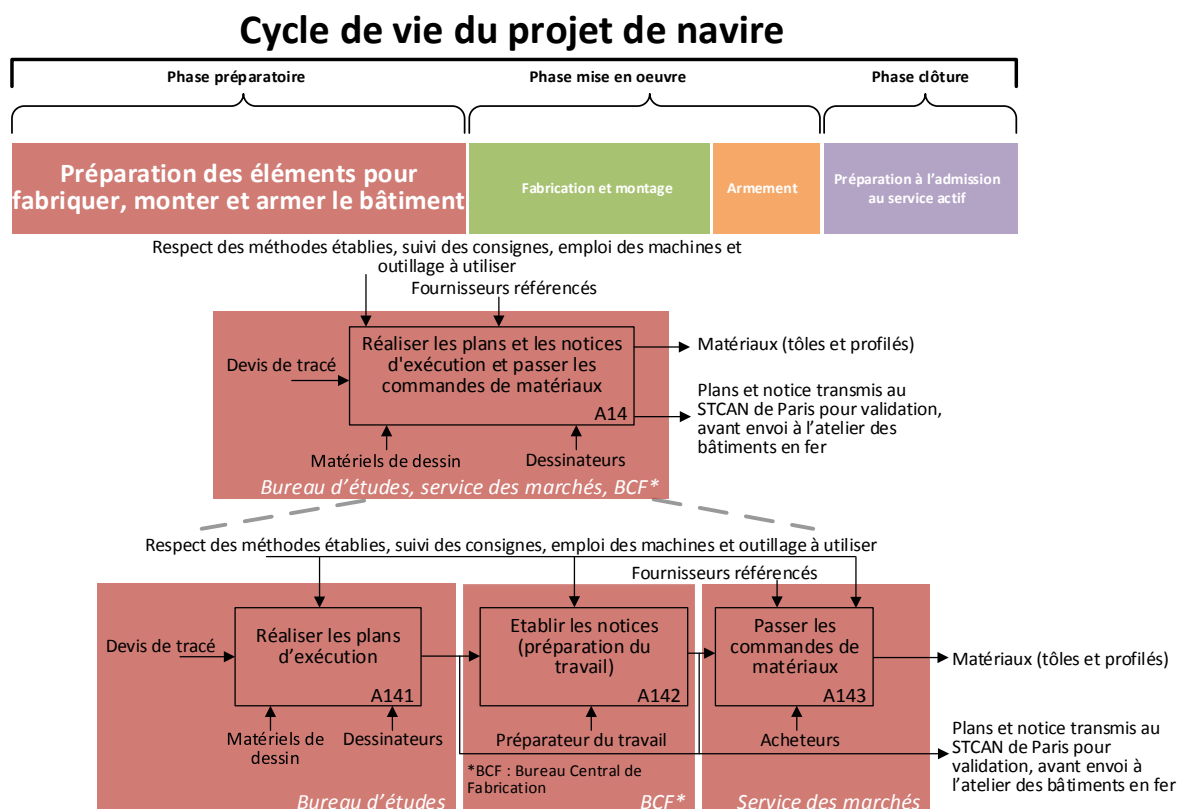 Cycle de vie du projet de navire
Phase préparatoire
Phase mise en oeuvre
Phase clôture
Préparation des éléments pour
fabriquer, monter et armer le bâtiment
Fabrication et montage
Armement
Préparation à l'admission
au service actif
Respect des méthodes établies, suivi des consignes, emploi des machines et
outillage à utiliser
Fournisseurs référencés
Devis de tracé
Réaliser les plans et les notices
d'exécution et passer les
commandes de matériaux
A14
Matériaux (tôles et profilés)
Plans et notice transmis au
STCAN de Paris pour validation,
avant envoi à l'atelier des
bâtiments en fer
Matériels de dessin
Dessinateurs
Bureau d'études, service des marchés, BCF*
Respect des méthodes établies, suivi des consignes, emploi des machines et outillage à utiliser
Fournisseurs référencés
Devis de tracé
Réaliser les plans
d'exécution
A141
Etablir les notices
(préparation du
travail)
A142
Passer les
commandes de
matériaux
A143
Matériaux (tôles et profilés)
Matériels de
dessin
Dessinateurs
Préparateur du travail
Acheteurs
Plans et notice transmis au
STCAN de Paris pour
validation, avant envoi à
l'atelier des bâtiments en fer
*BCF : Bureau Central de
Fabrication
Bureau d'études
BCF*
Service des marchés